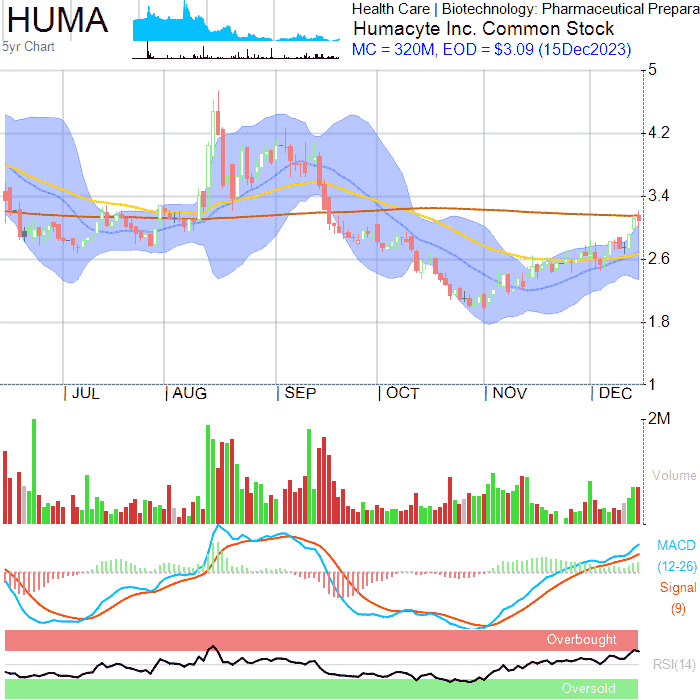 HUMA
5yr Chart
Health Care | Biotechnology: Pharmaceutical Prepara
Humacyte Inc. Common Stock
MC = 320M, EOD = $3.09 (15Dec2023)
5
4.2
3.4
2.6
1.8
1
JUL AUG SEP OCT NOV DEC
2M
Volume
MACD
(12-26)
Signal
(9)
Overbought
RSI(14)
Oversold